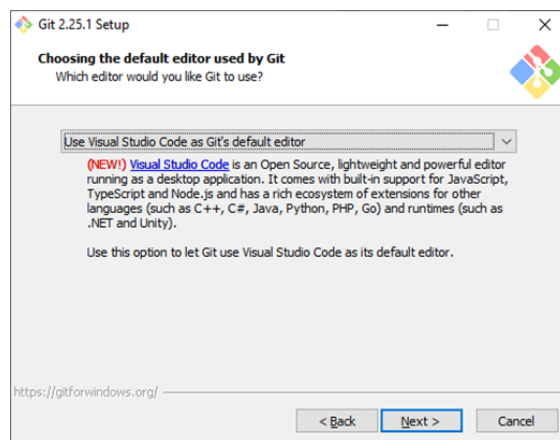 Git 2.25.1 Setup
Choosing the default editor used by Git
Which editor would you like Git to use?
Use Visual Studio Code as Git's default editor
(NEW!) Visual Studio Code is an Open Source, lightweight and powerful editor
running as a desktop application. It comes with built-in support for JavaScript,
TypeScript and Node.js and has a rich ecosystem of extensions for other
languages (such as C++, C#, Java, Python, PHP, Go) and runtimes (such as
.NET and Unity).
Use this option to let Git use Visual Studio Code as its default editor.
https://gitforwindows.org/
< Back Next > Cancel